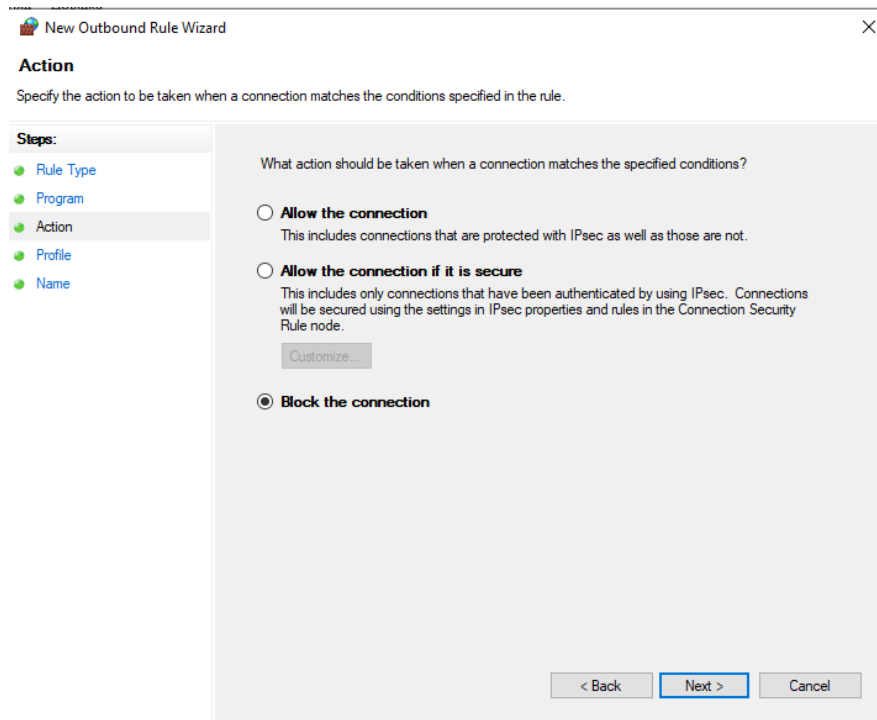 New Outbound Rule Wizard
Action
Specify the action to be taken when a connection matches the conditions specified in the rule.
Steps:
Rule Type
Program
Action
Profile
Name
What action should be taken when a connection matches the specified conditions?
Allow the connection
This includes connections that are protected with IPsec as well as those are not.
Allow the connection if it is secure
This includes only connections that have been authenticated by using IPsec. Connections
will be secured using the settings in IPsec properties and rules in the Connection Security
Rule node.
Customize...
Block the connection
< Back
Next >
Cancel